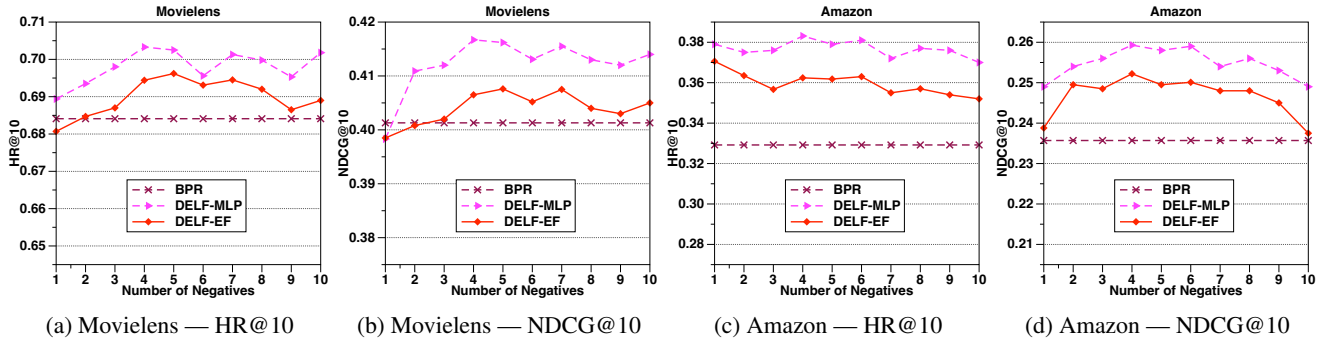 Movielens
0.71
0.70
0.69
0.68
0.67
0.66
0.65
HR@10
BPR
DELF-MLP
DELF-EF
1 2 3 4 5 6 7 8 9 10
Number of Negatives
(a) Movielens — HR@10
Movielens
0.42
0.41
0.40
0.39
0.38
NDCG@10
BPR
DELF-MLP
DELF-EF
1 2 3 4 5 6 7 8 9 10
Number of Negatives
(b) Movielens — NDCG@10
Amazon
0.38
0.36
0.34
0.32
0.30
0.28
HR@10
BPR
DELF-MLP
DELF-EF
1 2 3 4 5 6 7 8 9 10
Number of Negatives
(c) Amazon — HR@10
Amazon
0.26
0.25
0.24
0.23
0.22
0.21
NDCG@10
BPR
DELF-MLP
DELF-EF
1 2 3 4 5 6 7 8 9 10
Number of Negatives
(d) Amazon — NDCG@10